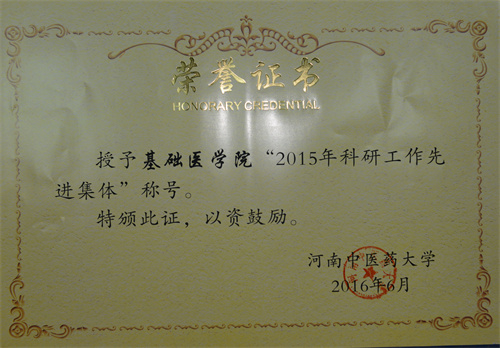 荣誉证书
HONORARY CREDENTIAL
授予基础医学院“2015年科研工作先
进集体”称号。
特颁此证，以资鼓励。
河南中医药大学
2016年6月